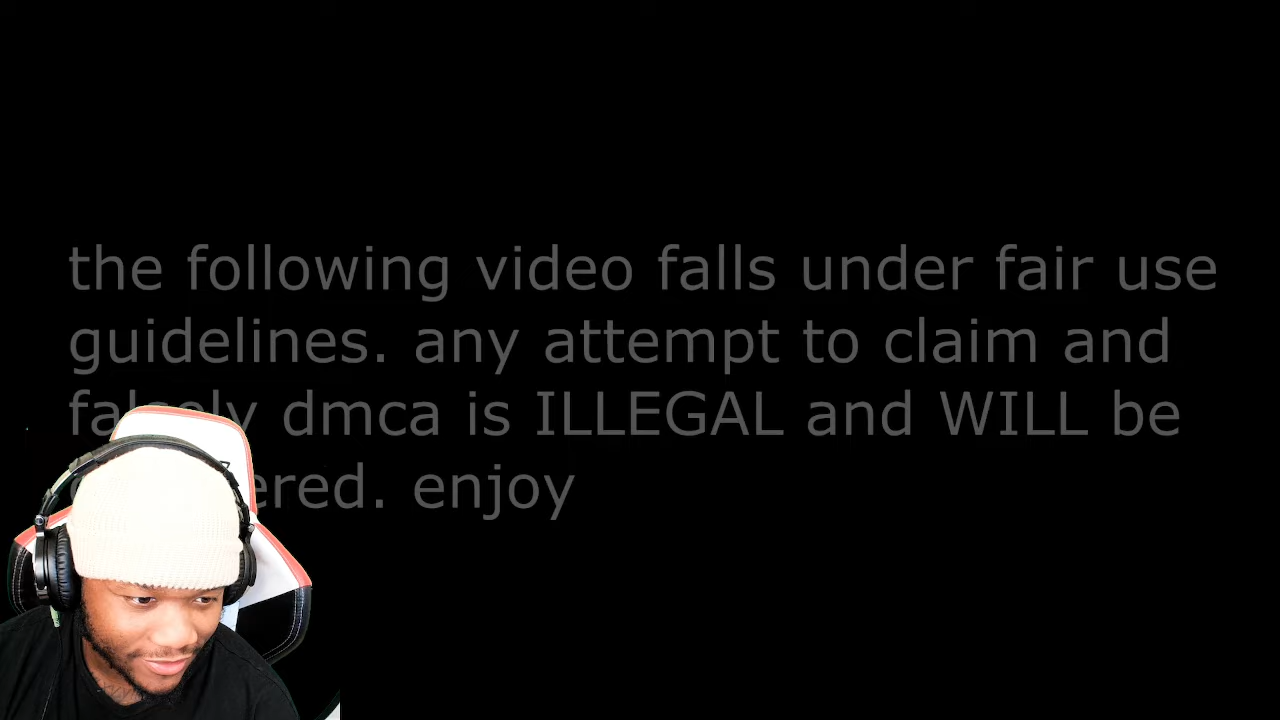 the following video falls under fair use
guidelines. any attempt to claim and
falsely dmca is ILLEGAL and WILL be
enjoy